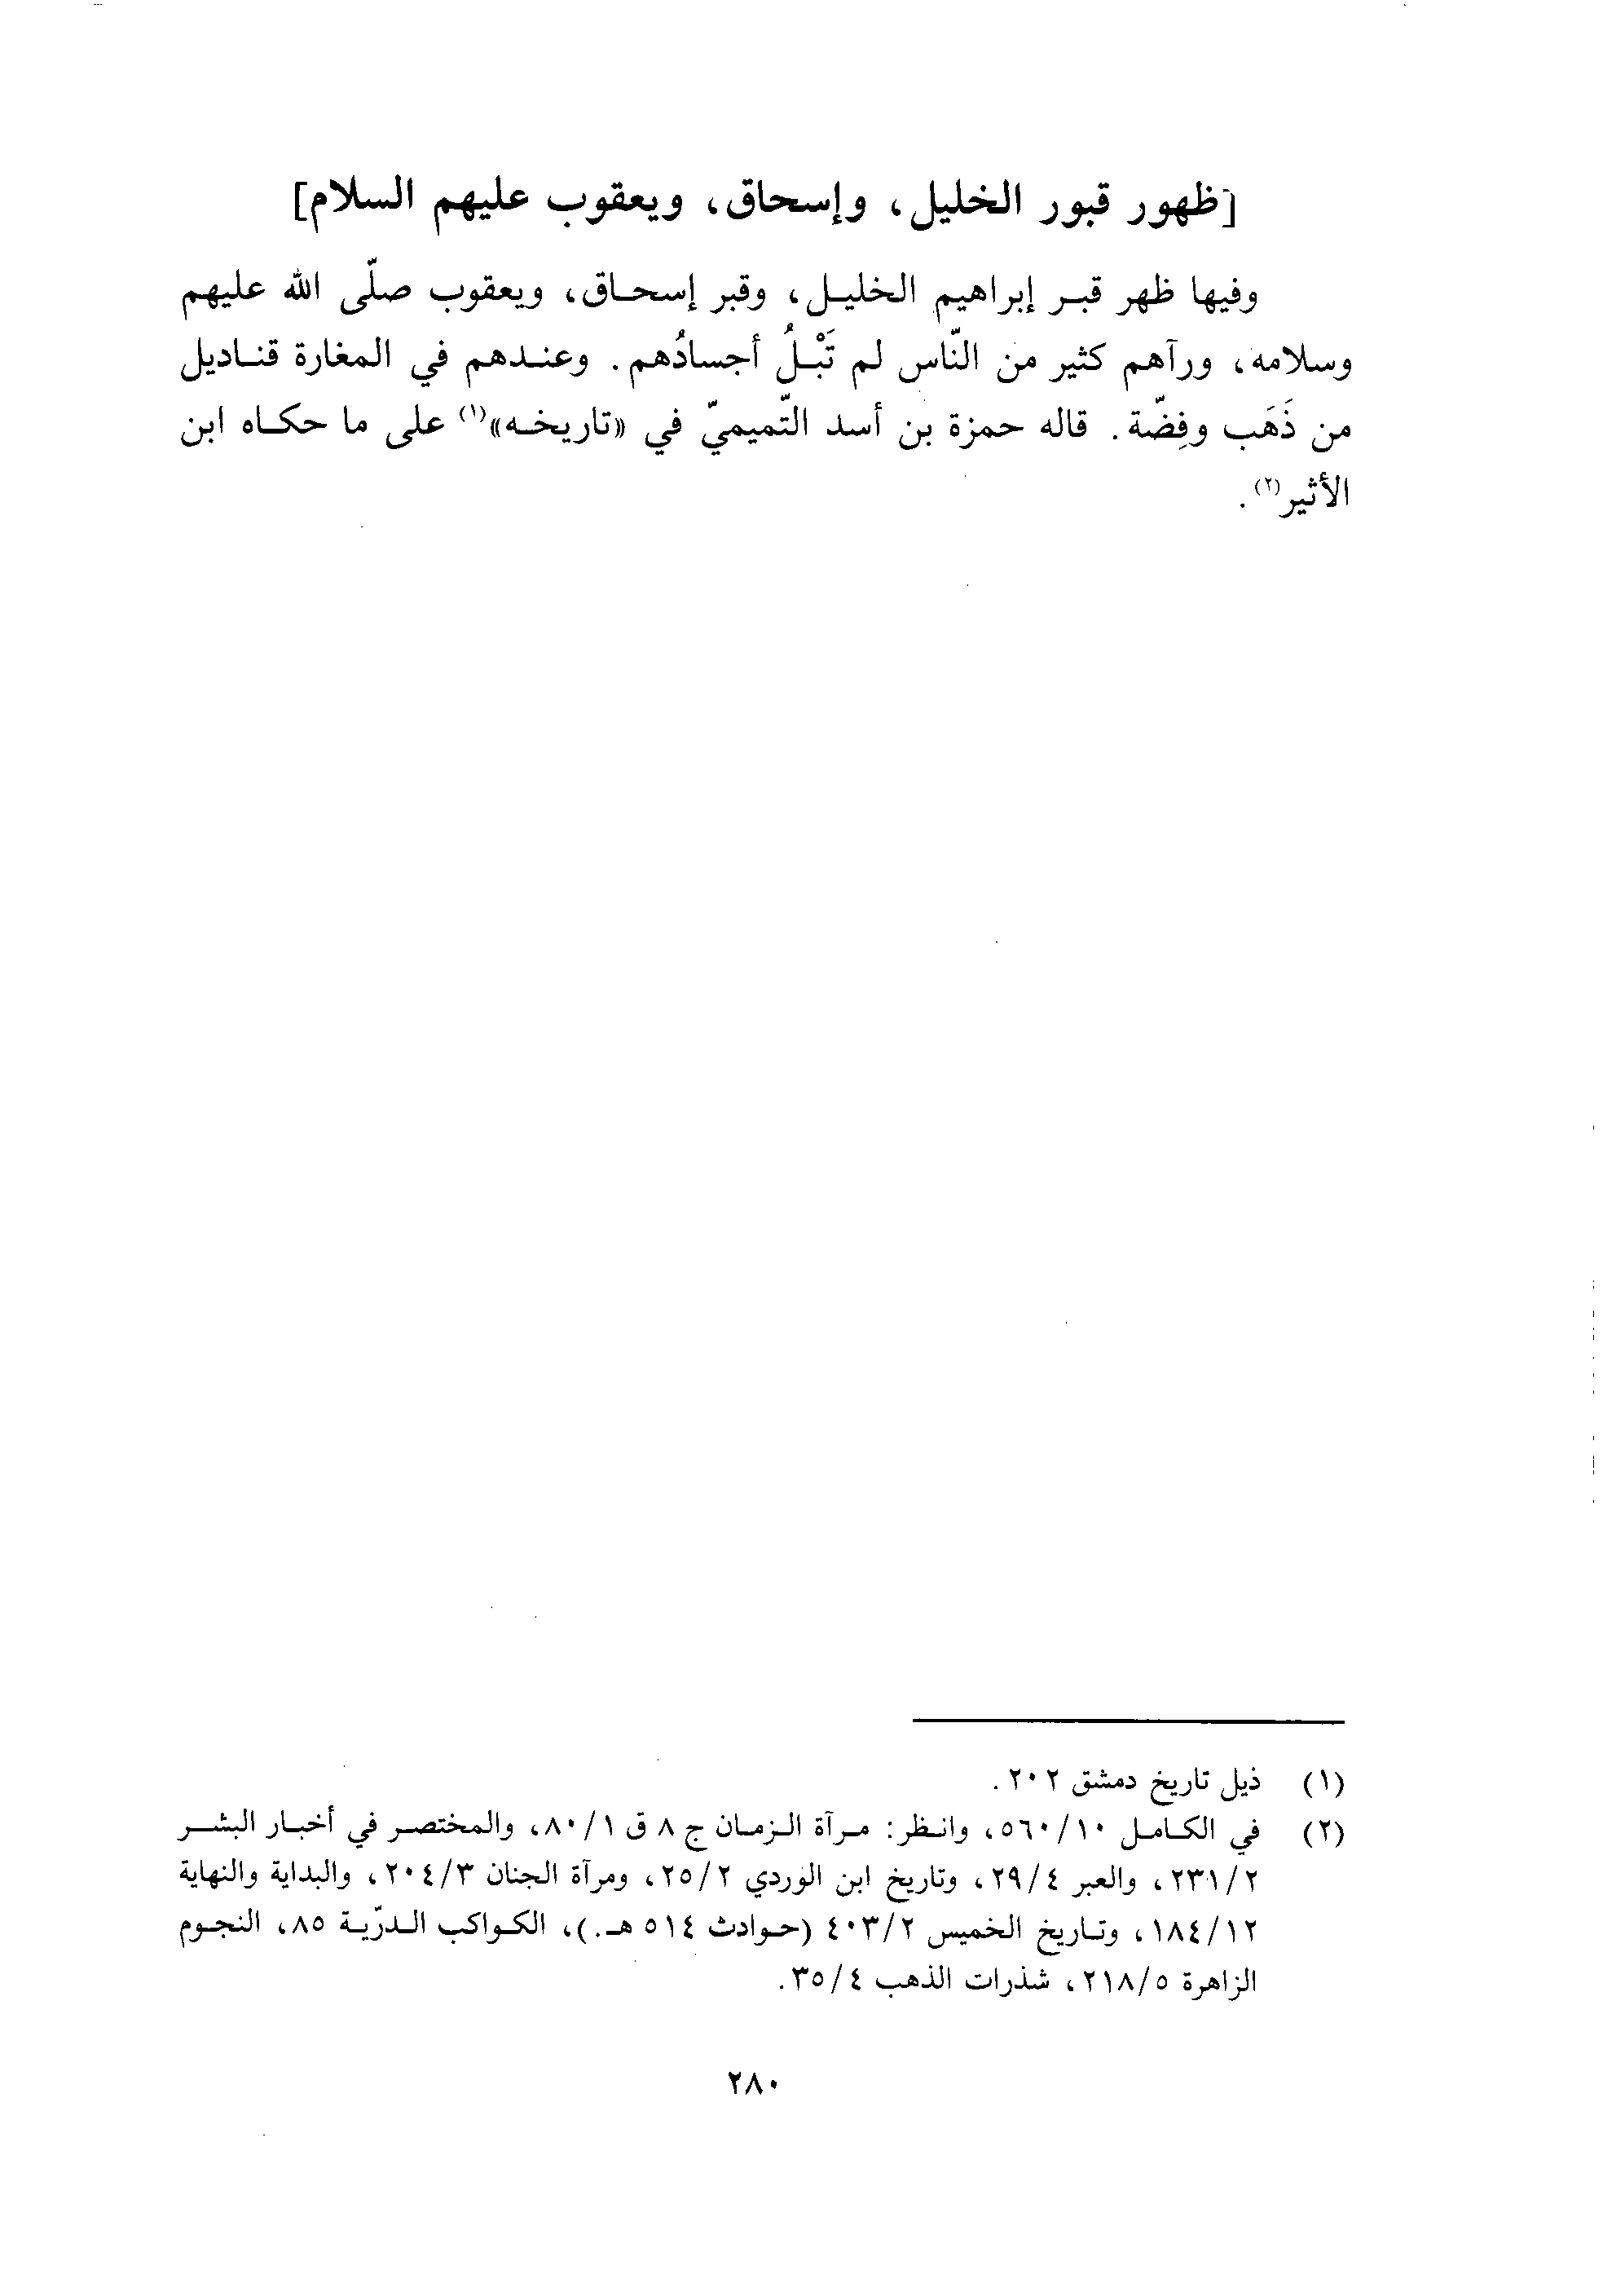 [ظهور قبور الخليل، وإسحاق، ويعقوب عليهم السلام]
وفيها ظهر قبر إبراهيم الخليل، وقبر إسحاق، ويعقوب صلّى الله عليهم
وسلامه، ورآهم كثير من النّاس لم تَبْلُ أجسادُهم. وعندهم في المغارة قناديل
من ذَهَب وفِضّة. قاله حمزة بن أسد التّميميّ في «تاريخه»(١) على ما حكاه ابن
الأثير(٢).
(١) ذيل تاريخ دمشق ٢٠٢.
(٢) في الكامل ٥٦٠/١٠، وانظر: مرآة الزمان ج ٨ ق ٨٠/١، والمختصر في أخبار البشر
٢٣١/٢، والعبر ٢٩/٤، وتاريخ ابن الوردي ٢٥/٢، ومرآة الجنان ٢٠٤/٣، والبداية والنهاية
١٨٤/١٢، وتاريخ الخميس ٤٠٣/٢ (حوادث ٥١٤ هـ.)، الكواكب الدرّية ٨٥، النجوم
الزاهرة ٢١٨/٥، شذرات الذهب ٣٥/٤.
٢٨٠